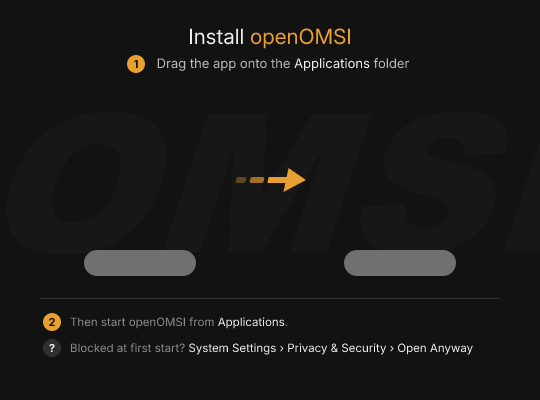 Install openOMSI
1 Drag the app onto the Applications folder
OMSI
2 Then start openOMSI from Applications.
? Blocked at first start? System Settings › Privacy & Security › Open Anyway